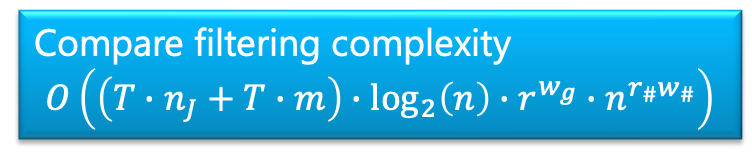 Compare filtering complexity
O((T · n_J + T · m) · log₂(n) · r^{w_g} · n^{r_# w_#})